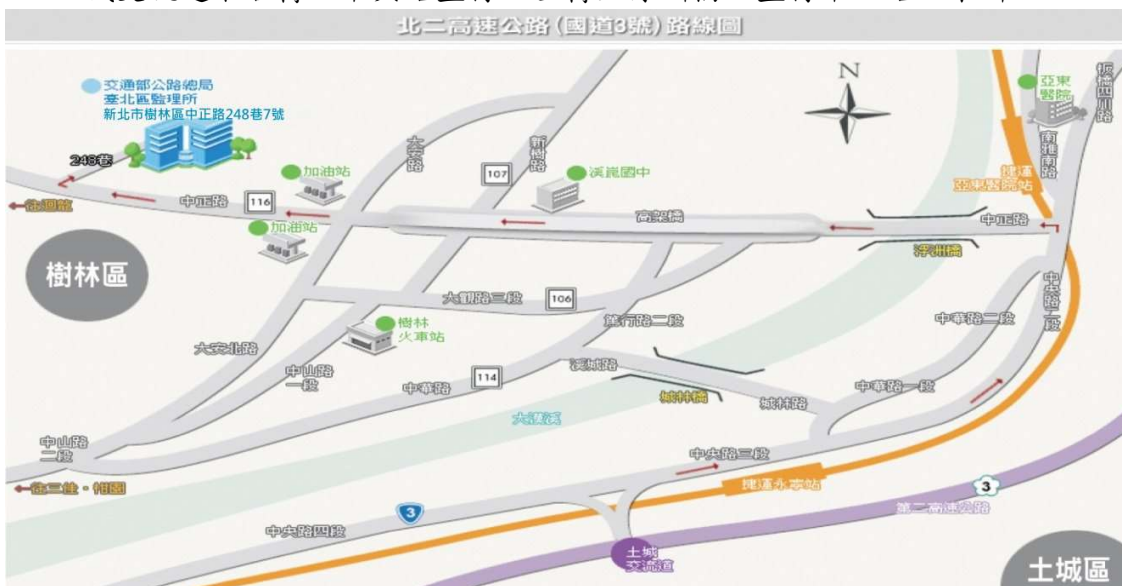 北二高速公路(國道3號)路線圖
交通部公路總局
臺北區監理所
新北市樹林區中正路248巷7號
248巷
加油站
大安路
新樹路
107
溪崑國中
N
亞東
醫院
板橋四川路
南雅南路
捷運
亞東醫院站
←往迴龍
中正路
116
加油站
高架橋
中正路
浮洲橋
樹林區
大觀路三段
106
樹林
火車站
篤行路二段
中華路二段
中央路一段
大安北路
中山路
一段
中華路
114
溪城路
城林橋
城林路
中華路一段
大漢溪
中山路
二段
←往三鶯・柑園
中央路三段
捷運永寧站
3
第二高速公路
3
中央路四段
土城
交流道
土城區